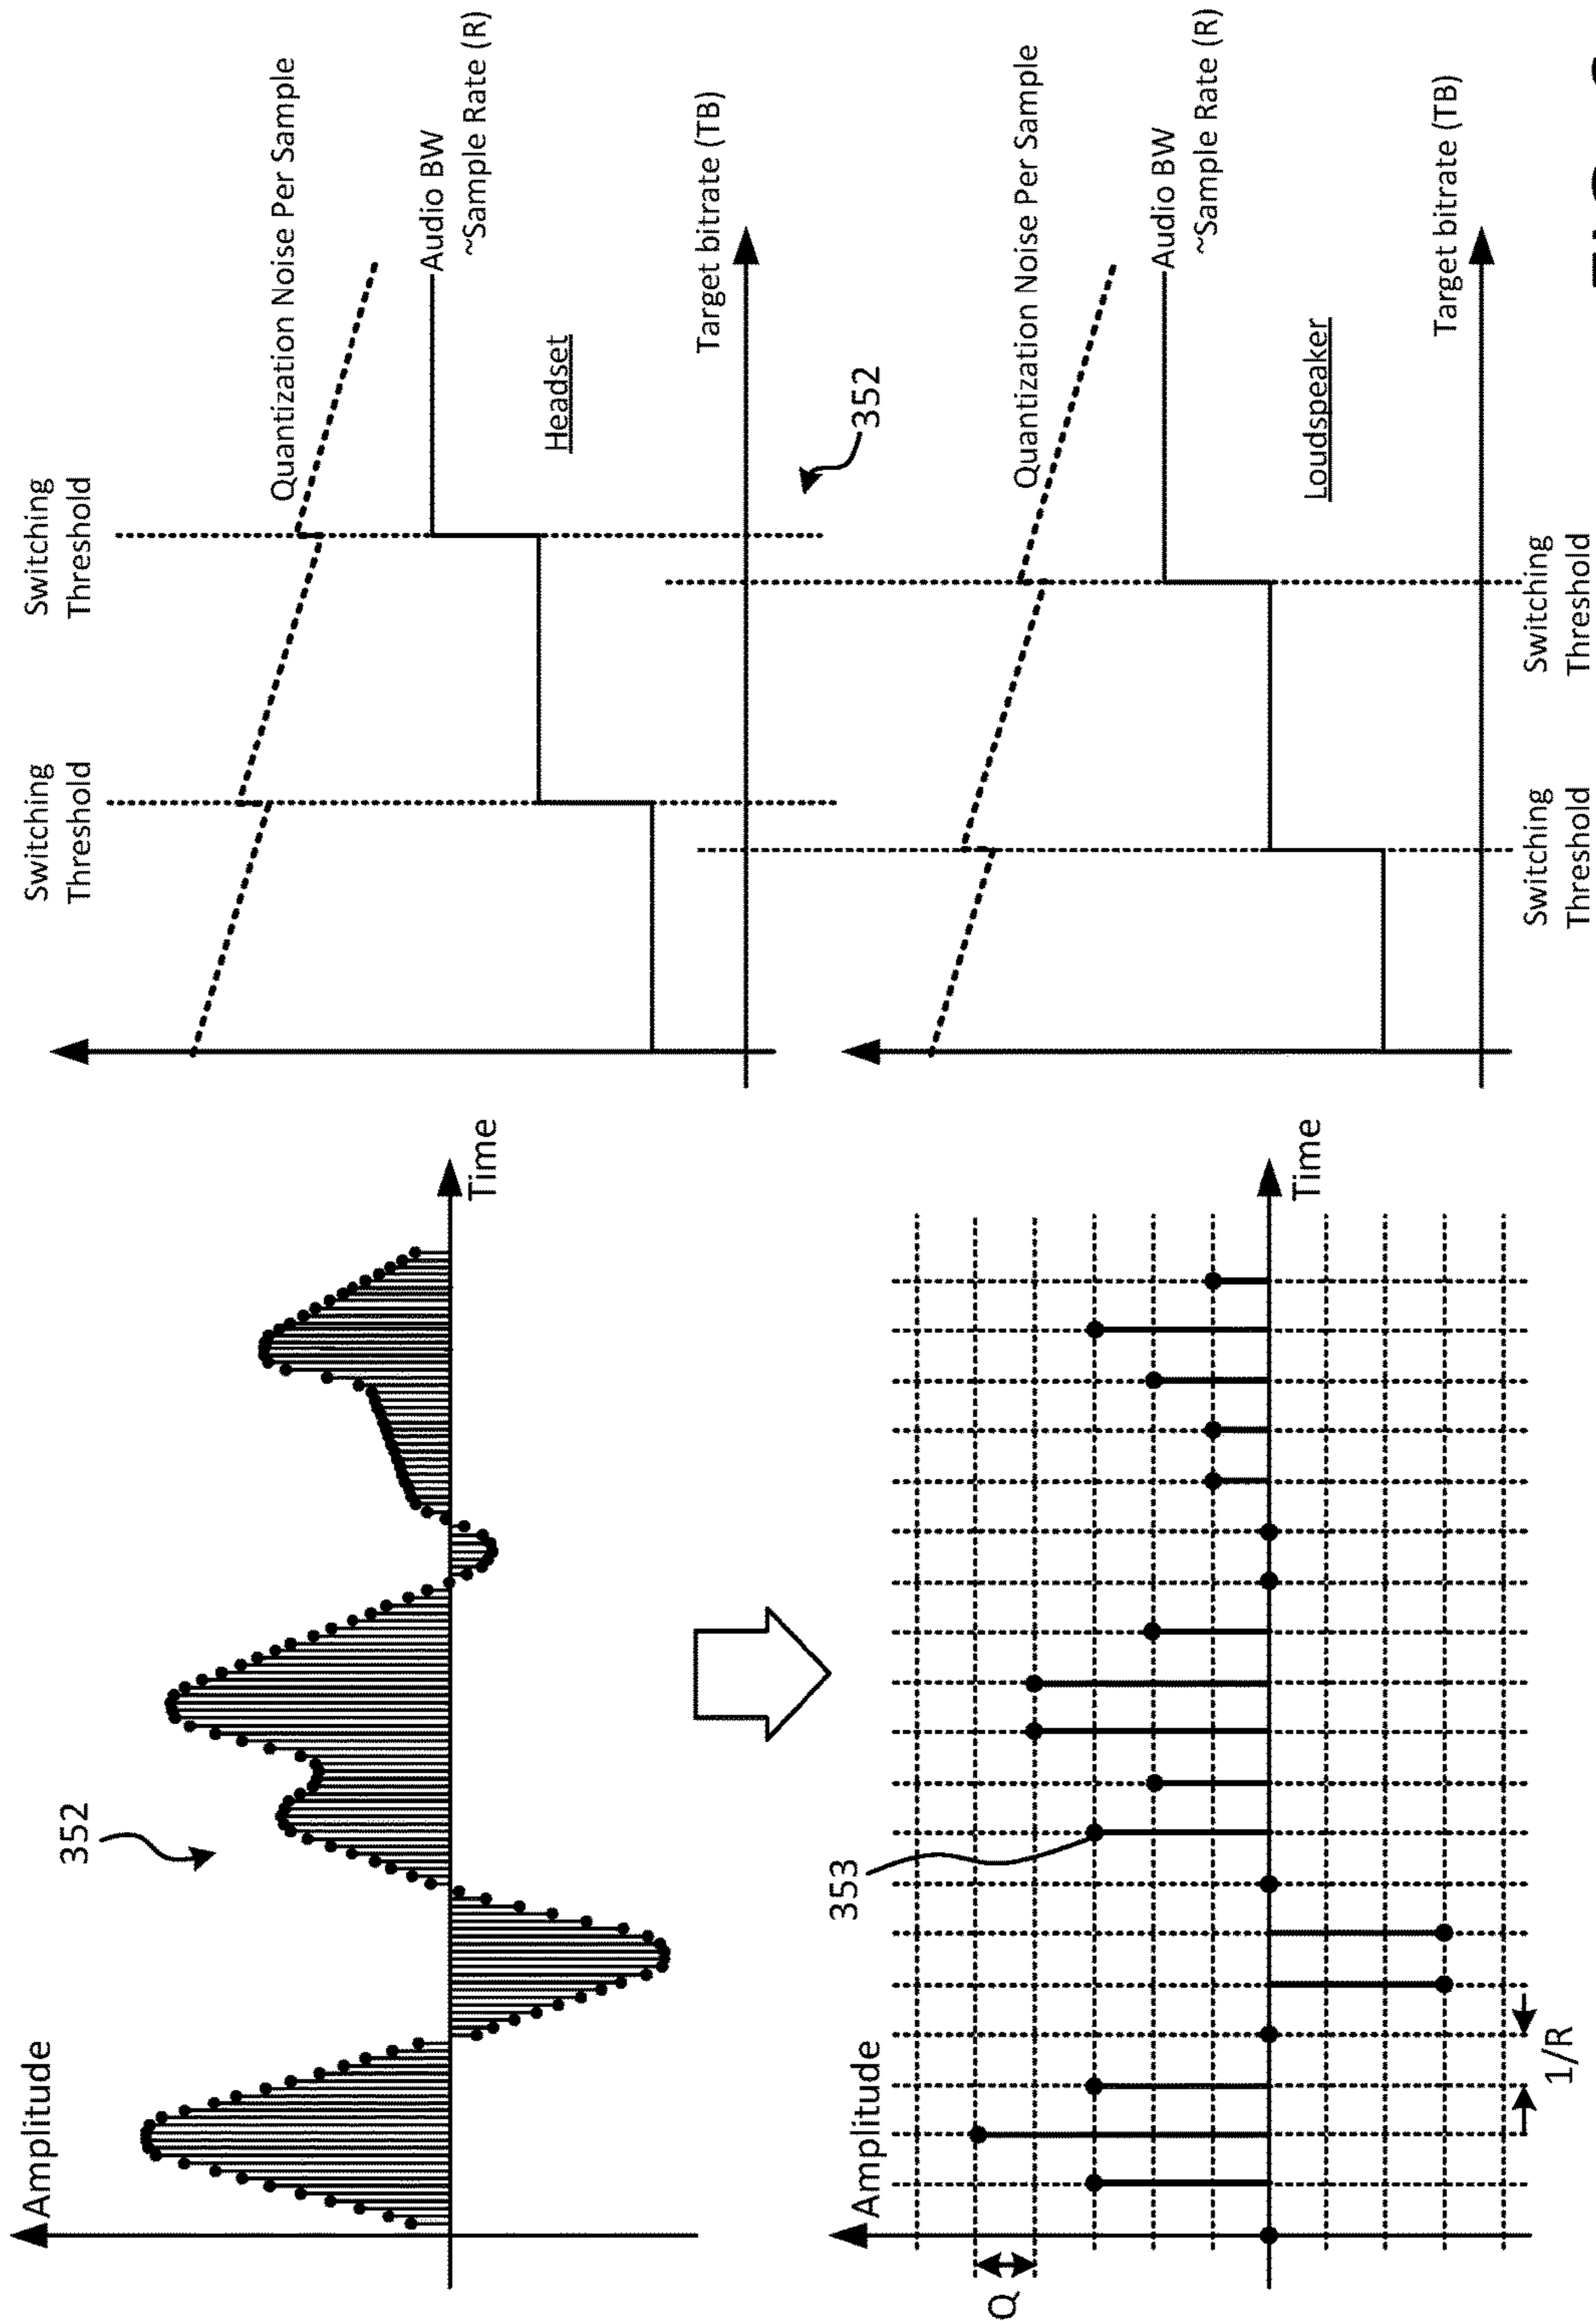 Amplitude
352
Time
Amplitude
353
Q
1/R
Time
Switching
Threshold
Switching
Threshold
Quantization Noise Per Sample
Audio BW
~Sample Rate (R)
Headset
Target bitrate (TB)
352
Quantization Noise Per Sample
Audio BW
~Sample Rate (R)
Loudspeaker
Target bitrate (TB)
Switching
Threshold
Switching
Threshold